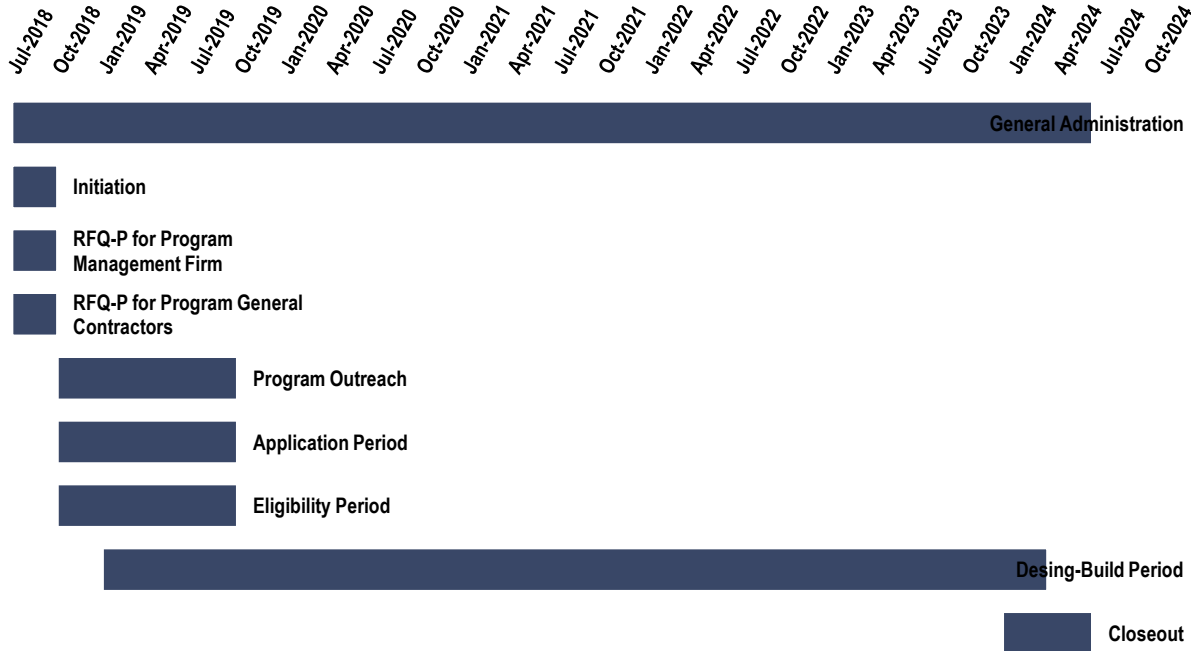 Jul-2018 Oct-2018 Jan-2019 Apr-2019 Jul-2019 Oct-2019 Jan-2020 Apr-2020 Jul-2020 Oct-2020 Jan-2021 Apr-2021 Jul-2021 Oct-2021 Jan-2022 Apr-2022 Jul-2022 Oct-2022 Jan-2023 Apr-2023 Jul-2023 Oct-2023 Jan-2024 Apr-2024 Jul-2024 Oct-2024
General Administration
Initiation
RFQ-P for Program
Management Firm
RFQ-P for Program General
Contractors
Program Outreach
Application Period
Eligibility Period
Desing-Build Period
Closeout